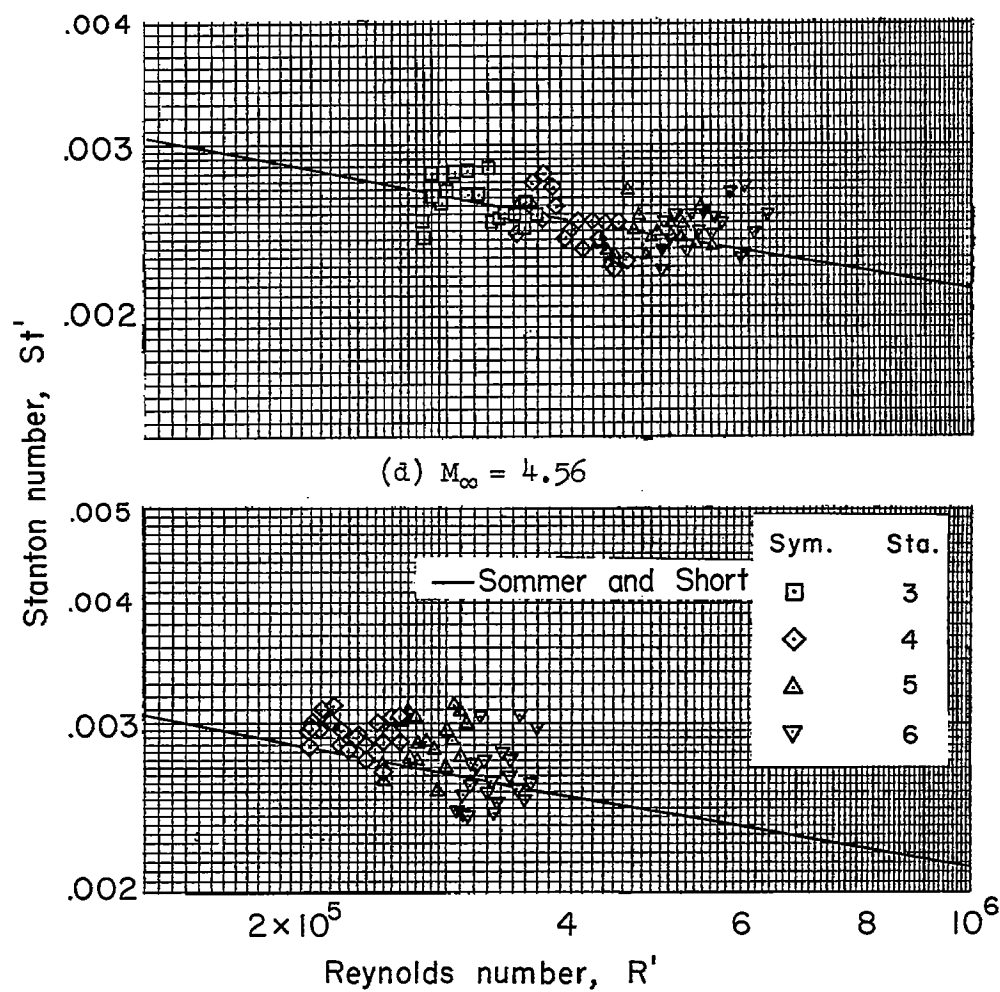 .004
.003
.002
(d) M∞ = 4.56
Stanton number, St'
.005
.004
.003
.002
Sommer and Short
Sym. Sta.
3
4
5
6
2×10⁵ 4 6 8 10⁶
Reynolds number, R'